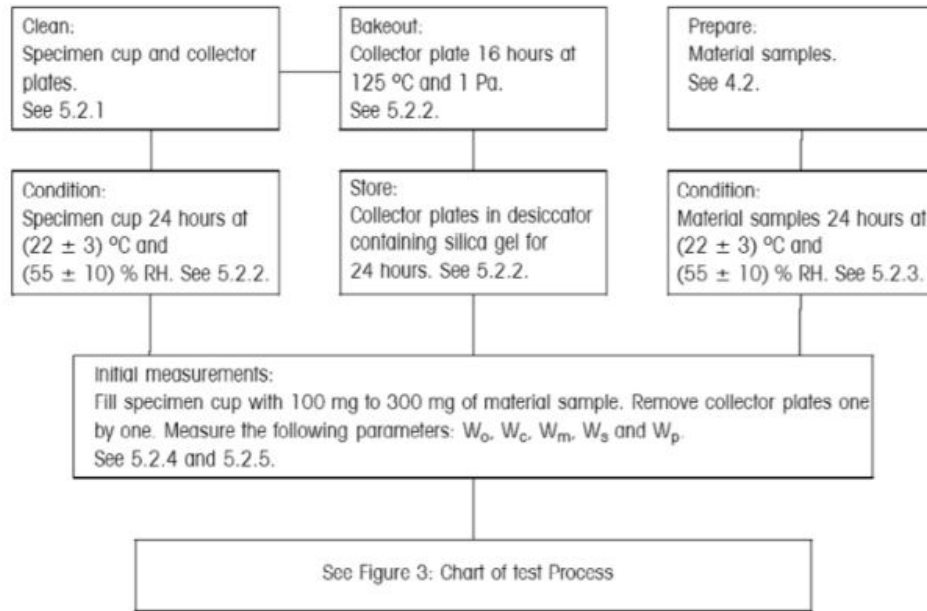 Clean:
Specimen cup and collector
plates.
See 5.2.1
Bakeout:
Collector plate 16 hours at
125 ºC and 1 Pa.
See 5.2.2.
Prepare:
Material samples.
See 4.2.
Condition:
Specimen cup 24 hours at
(22 ± 3) ºC and
(55 ± 10) % RH. See 5.2.2.
Store:
Collector plates in desiccator
containing silica gel for
24 hours. See 5.2.2.
Condition:
Material samples 24 hours at
(22 ± 3) ºC and
(55 ± 10) % RH. See 5.2.3.
Initial measurements:
Fill specimen cup with 100 mg to 300 mg of material sample. Remove collector plates one
by one. Measure the following parameters: Wo, Wc, Wm, Ws and Wp.
See 5.2.4 and 5.2.5.
See Figure 3: Chart of test Process